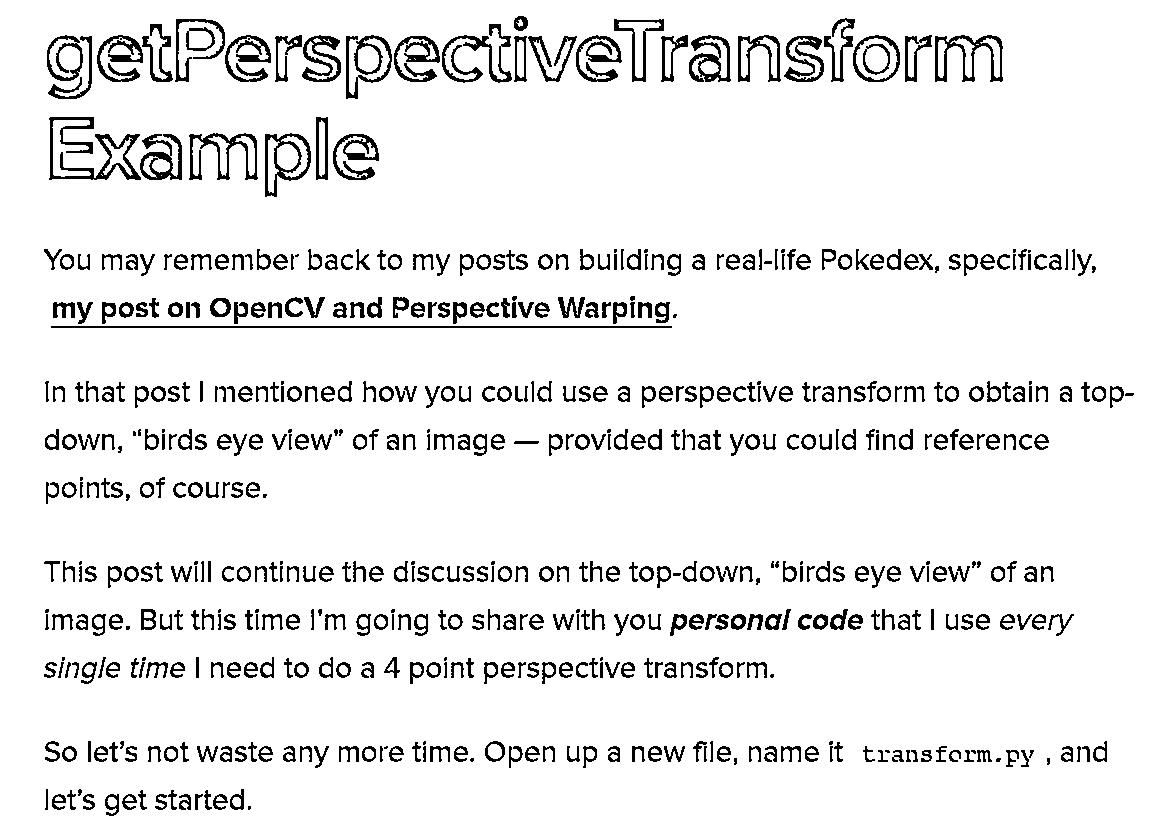 getPerspectiveTransform
Example
You may remember back to my posts on building a real-life Pokedex, specifically,
my post on OpenCV and Perspective Warping.
In that post I mentioned how you could use a perspective transform to obtain a top-
down, “birds eye view” of an image — provided that you could find reference
points, of course.
This post will continue the discussion on the top-down, “birds eye view” of an
image. But this time I’m going to share with you personal code that I use every
single time I need to do a 4 point perspective transform.
So let’s not waste any more time. Open up a new file, name it transform.py , and
let’s get started.